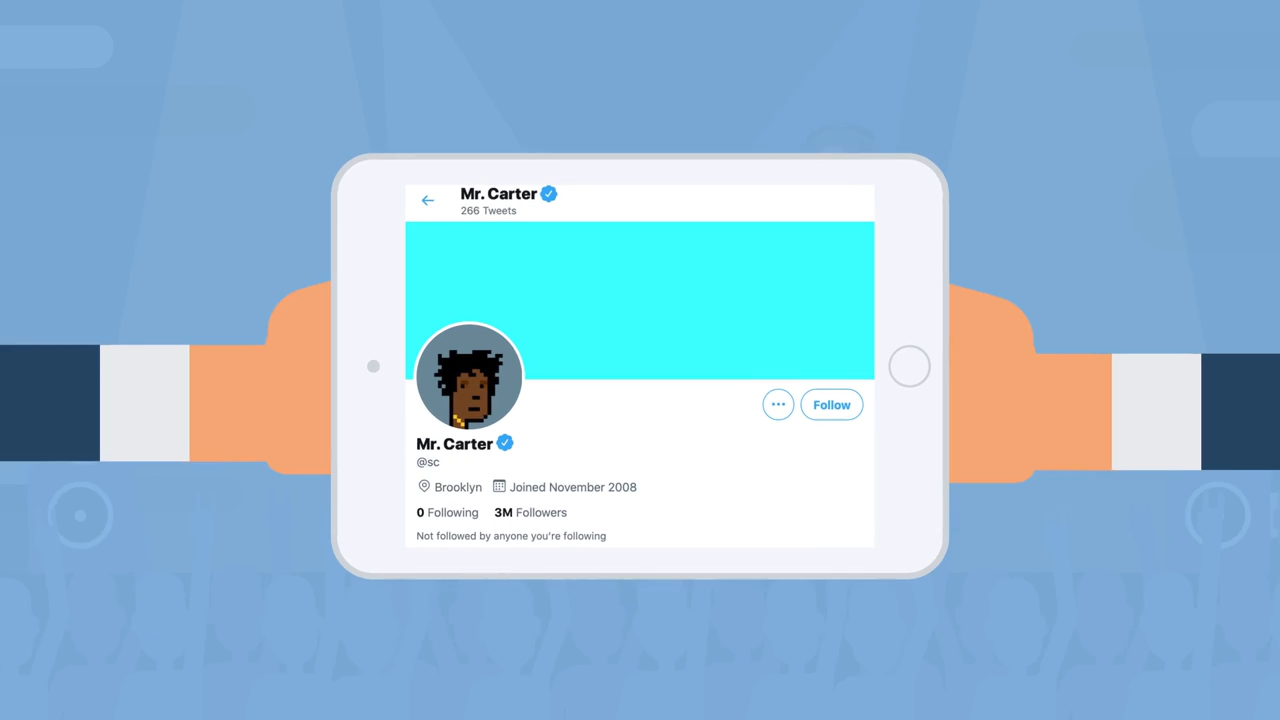 Mr. Carter
266 Tweets
Follow
Mr. Carter
@sc
Brooklyn Joined November 2008
0 Following 3M Followers
Not followed by anyone you're following